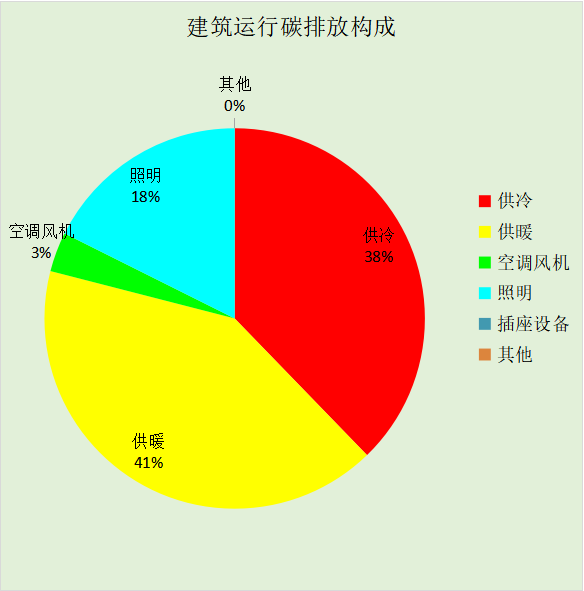 建筑运行碳排放构成
其他
0%
照明
18%
空调风机
3%
供冷
38%
供暖
41%
供冷
供暖
空调风机
照明
插座设备
其他